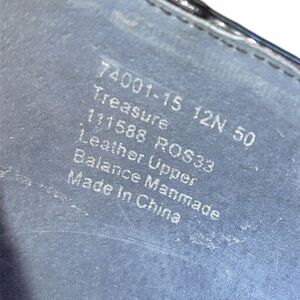 74001-15 12N 50
Treasure
.111588 ROS33
Leather Upper
Balance Manmade
Made In China